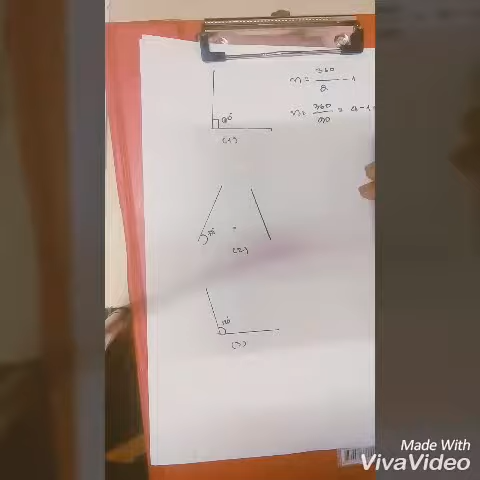 n = 360/a - 1
n = 360/90 = 4 - 1
90°
(1)
(2)
(3)
Made With
VivaVideo